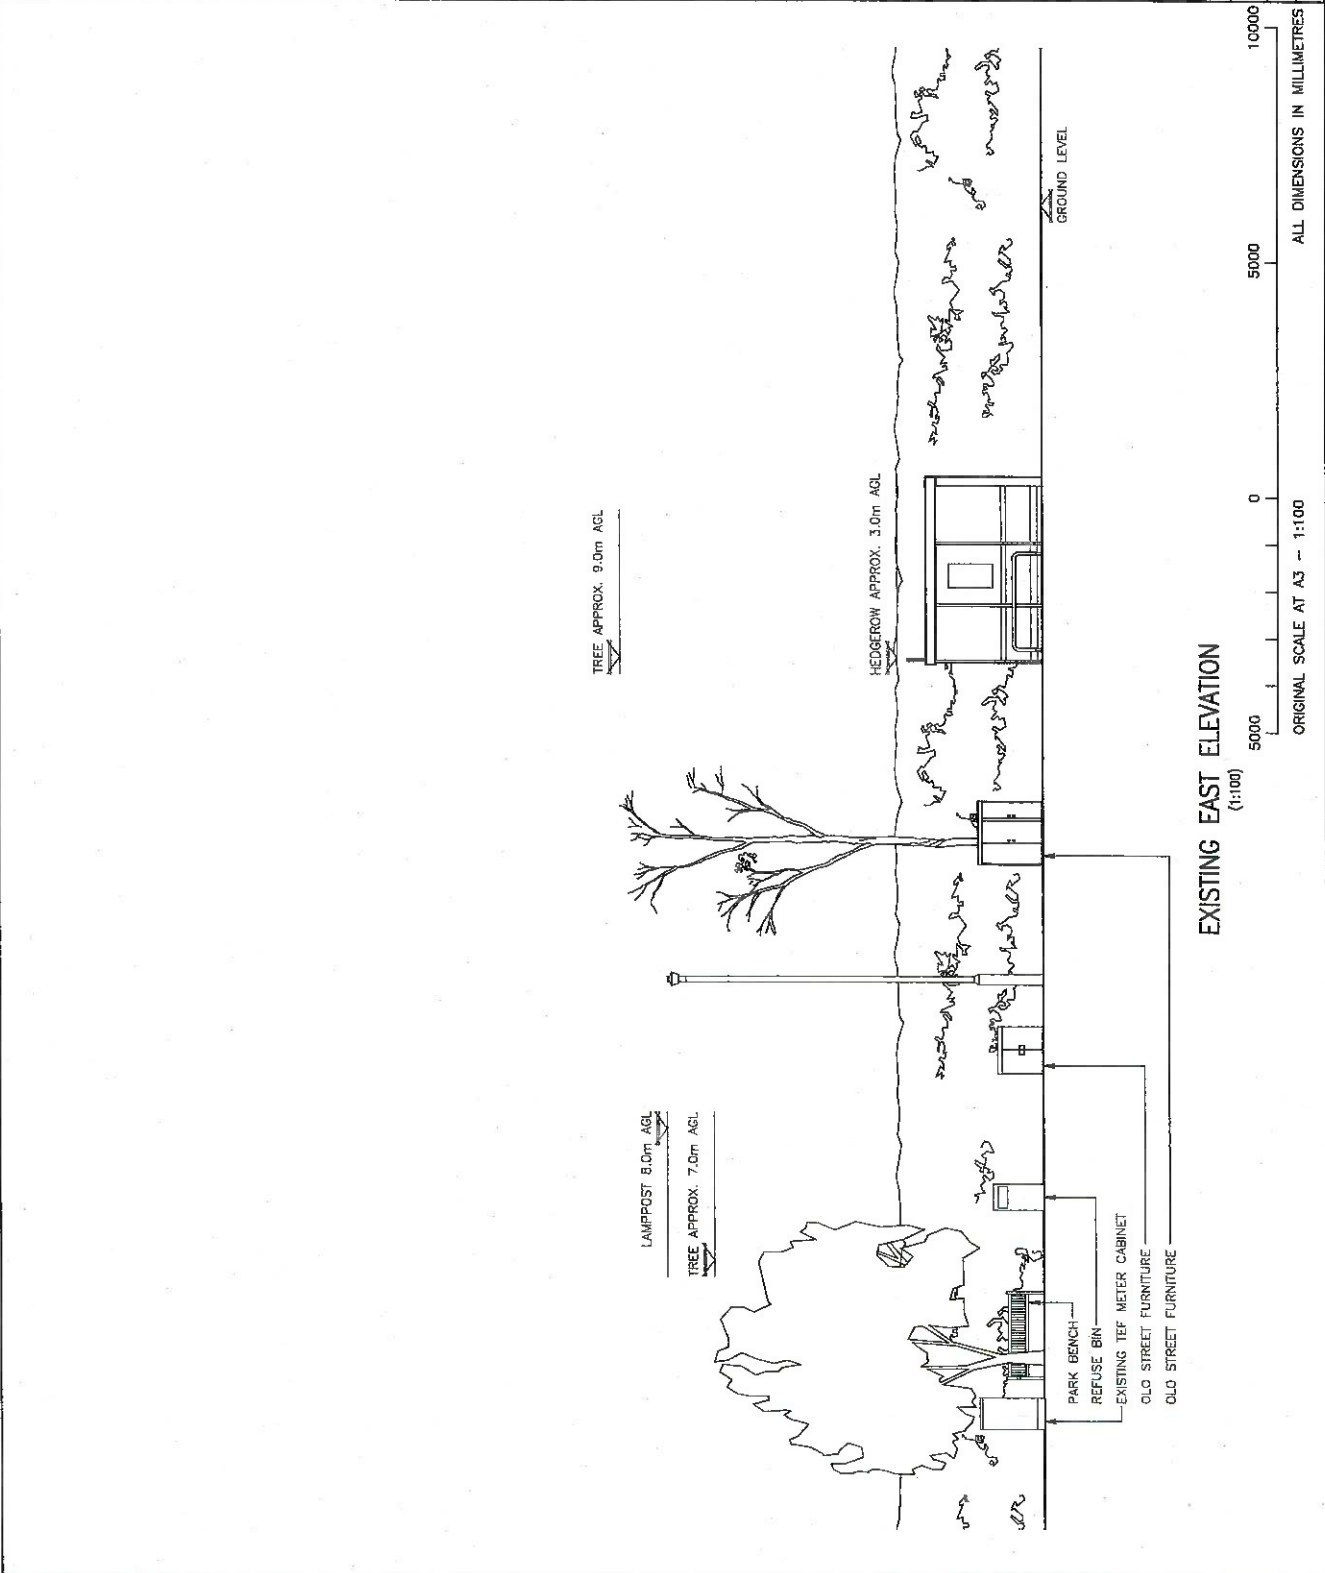 TREE APPROX. 9.0m AGL
LAMPPOST 8.0m AGL
TREE APPROX. 7.0m AGL
HEDGEROW APPROX. 3.0m AGL
GROUND LEVEL
PARK BENCH
REFUSE BIN
EXISTING TEF METER CABINET
OLD STREET FURNITURE
OLD STREET FURNITURE
EXISTING EAST ELEVATION
(1:100)
5000 0 5000 10000
ORIGINAL SCALE AT A3 - 1:100 ALL DIMENSIONS IN MILLIMETRES